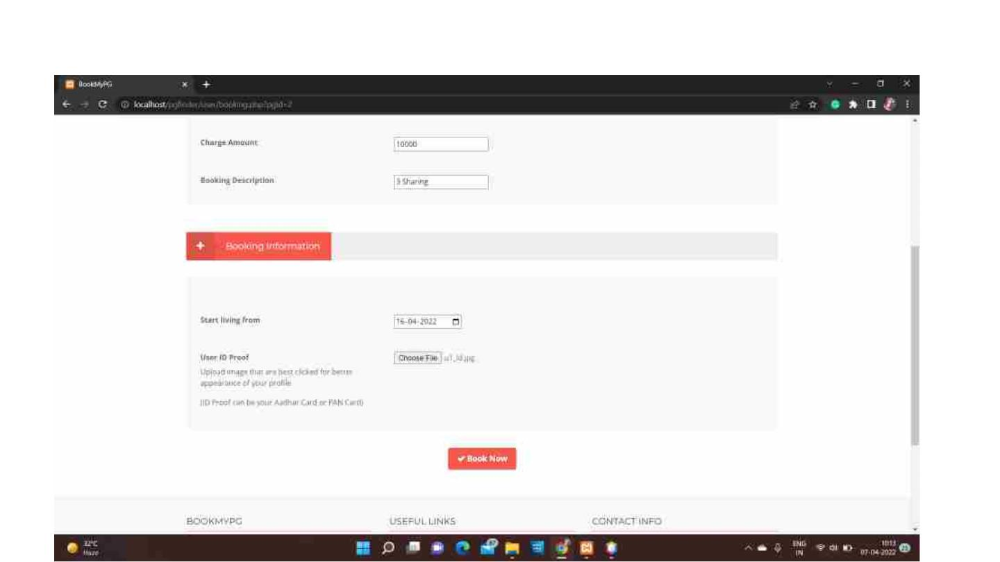 BookMyPG
localhost/pgfinder/user/booking.php?pgid=2
Charge Amount
10000
Booking Description
3 Sharing
Booking Information
Start living from
16-04-2022
User ID Proof
Choose File u1_id.jpg
Upload image that are best clicked for better
appearance of your profile
(ID Proof can be your Aadhar Card or PAN Card)
Book Now
BOOKMYPG
USEFUL LINKS
CONTACT INFO
32°C
Haze
ENG
IN
10:13
07-04-2022